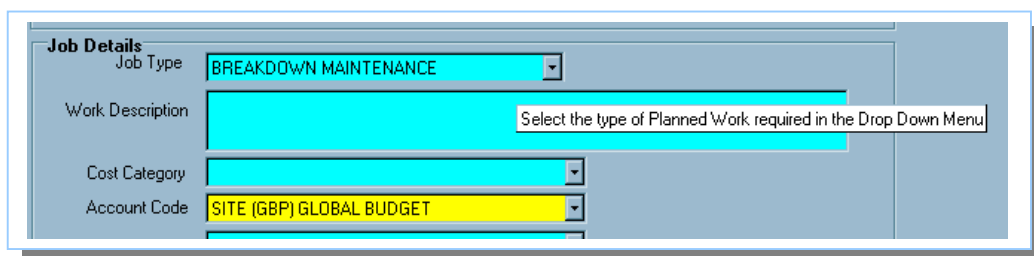 Job Details
Job Type BREAKDOWN MAINTENANCE
Work Description
Select the type of Planned Work required in the Drop Down Menu
Cost Category
Account Code SITE (GBP) GLOBAL BUDGET